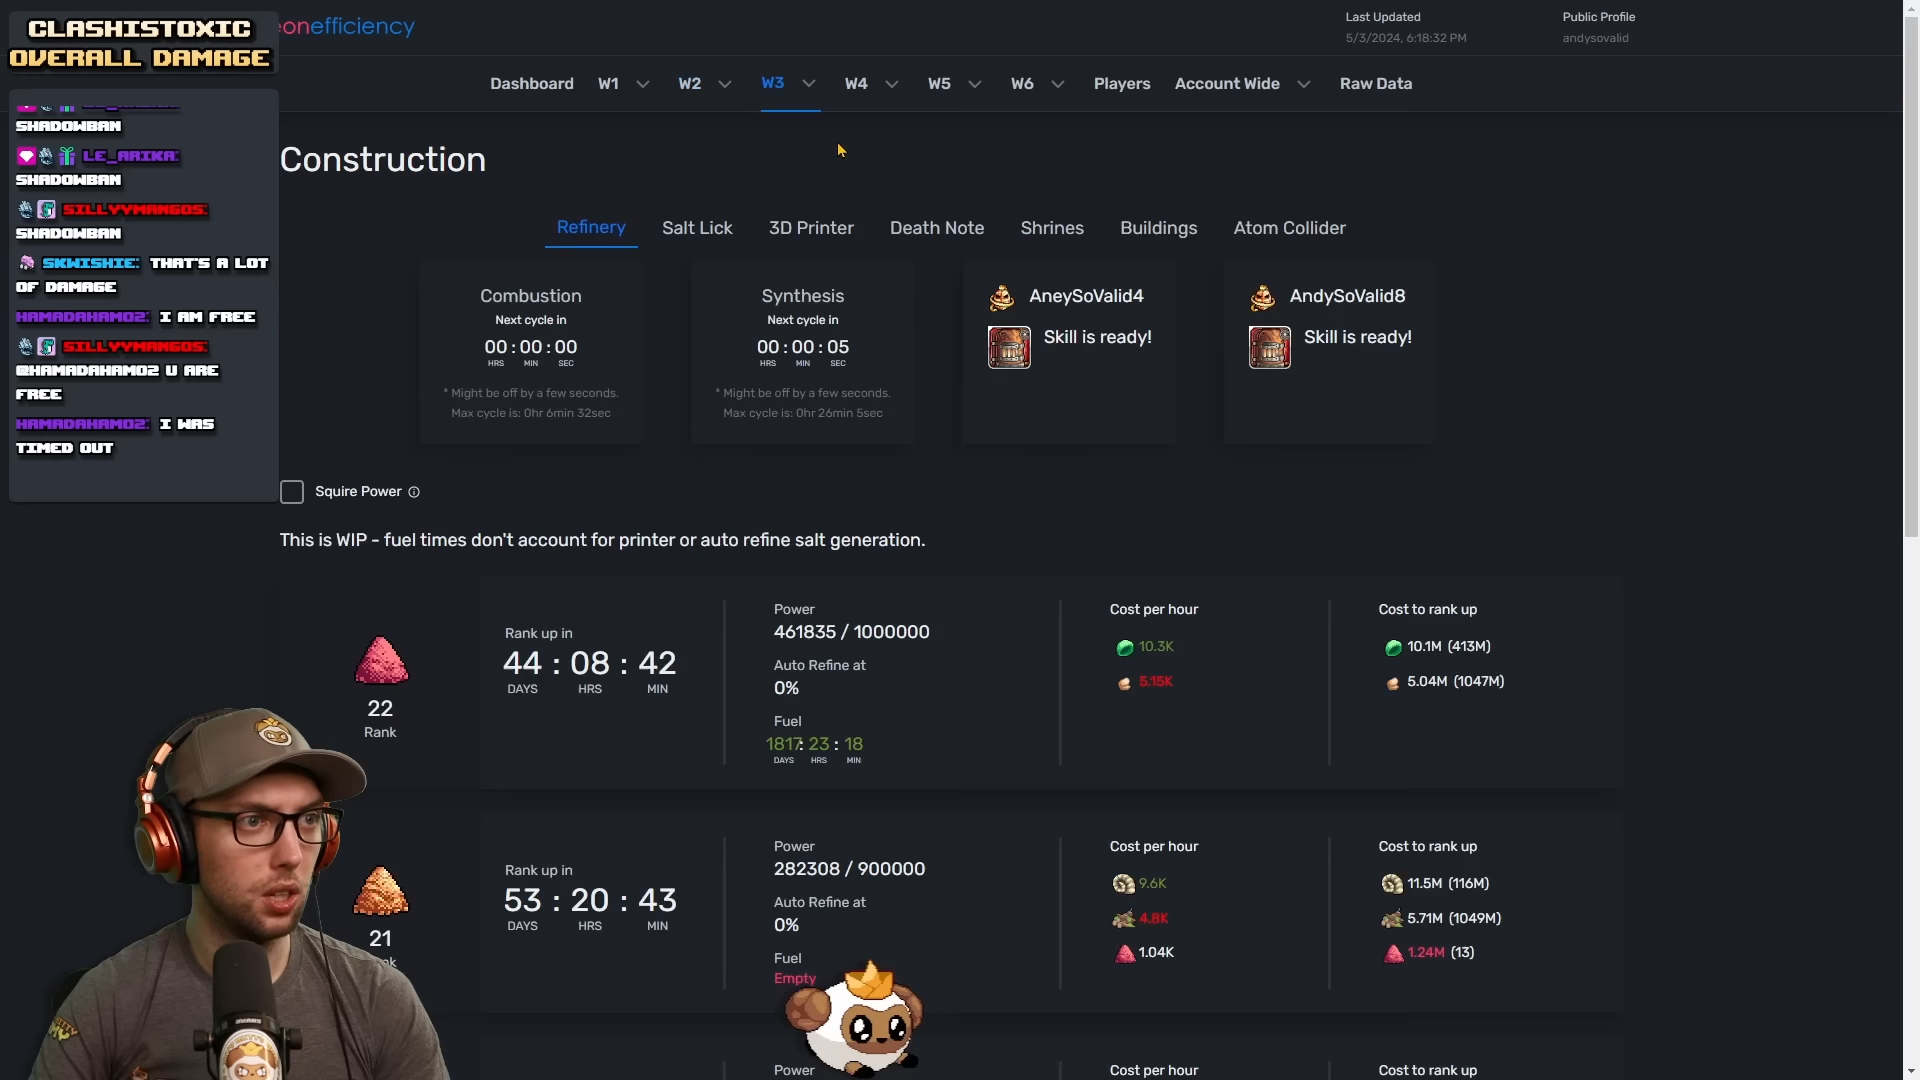 CLASHISTOXIC
OVERALL DAMAGE
onefficiency
Last Updated
5/3/2024, 6:18:32 PM
Public Profile
andysovalid
Dashboard
W1
W2
W3
W4
W5
W6
Players
Account Wide
Raw Data
SHADOWBAN
LE_ARIKA:
SHADOWBAN
SILLYYMANGOS:
SHADOWBAN
SKWISHIE: THAT'S A LOT
OF DAMAGE
HAMADAHAMO2: I AM FREE
SILLYYMANGOS:
@HAMADAHAMO2 U ARE
FREE
HAMADAHAMO2: I WAS
TIMED OUT
Construction
Refinery
Salt Lick
3D Printer
Death Note
Shrines
Buildings
Atom Collider
Combustion
Next cycle in
00 : 00 : 00
HRS MIN SEC
* Might be off by a few seconds.
Max cycle is: 0hr 6min 32sec
Synthesis
Next cycle in
00 : 00 : 05
HRS MIN SEC
* Might be off by a few seconds.
Max cycle is: 0hr 26min 5sec
AneySoValid4
Skill is ready!
AndySoValid8
Skill is ready!
Squire Power
This is WIP - fuel times don't account for printer or auto refine salt generation.
22
Rank
Rank up in
44 : 08 : 42
DAYS HRS MIN
Power
461835 / 1000000
Auto Refine at
0%
Fuel
1817: 23 : 18
DAYS HRS MIN
Cost per hour
10.3K
5.15K
Cost to rank up
10.1M (413M)
5.04M (1047M)
21
Rank up in
53 : 20 : 43
DAYS HRS MIN
Power
282308 / 900000
Auto Refine at
0%
Fuel
Empty
Cost per hour
9.6K
4.8K
1.04K
Cost to rank up
11.5M (116M)
5.71M (1049M)
1.24M (13)
Power
Cost per hour
Cost to rank up